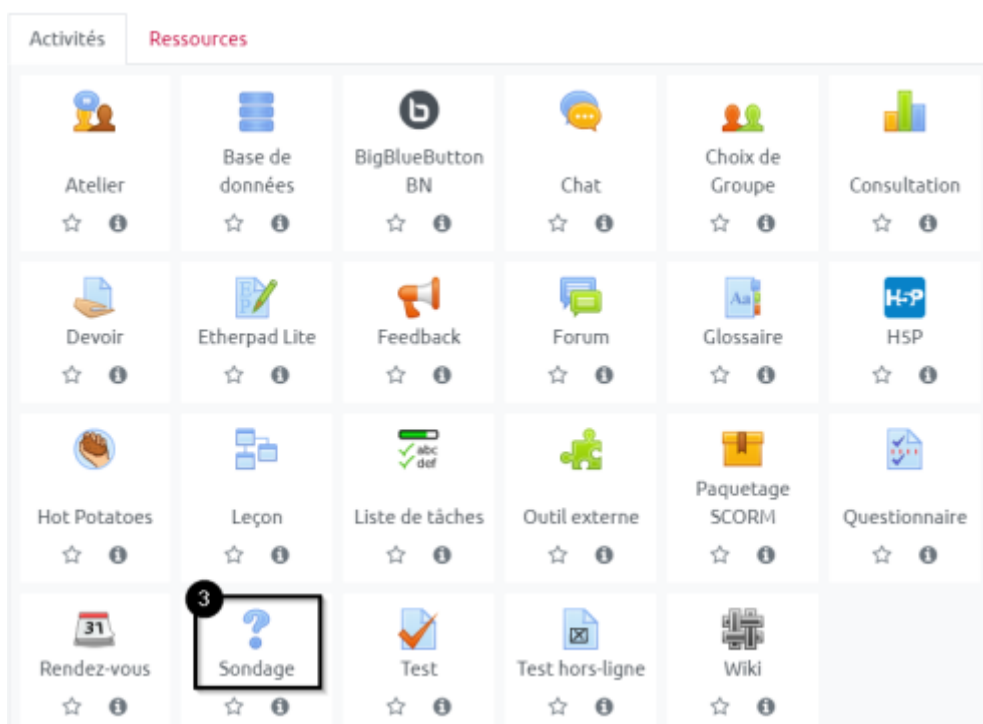 Activités Ressources
Atelier
Base de
données
BigBlueButton
BN
Chat
Choix de
Groupe
Consultation
Devoir
EP
Etherpad Lite
Feedback
Forum
Aa
Glossaire
H-P
H5P
Hot Potatoes
Leçon
abc
def
Liste de tâches
Outil externe
Paquetage
SCORM
Questionnaire
31
Rendez-vous
3
Sondage
Test
Test hors-ligne
Wiki